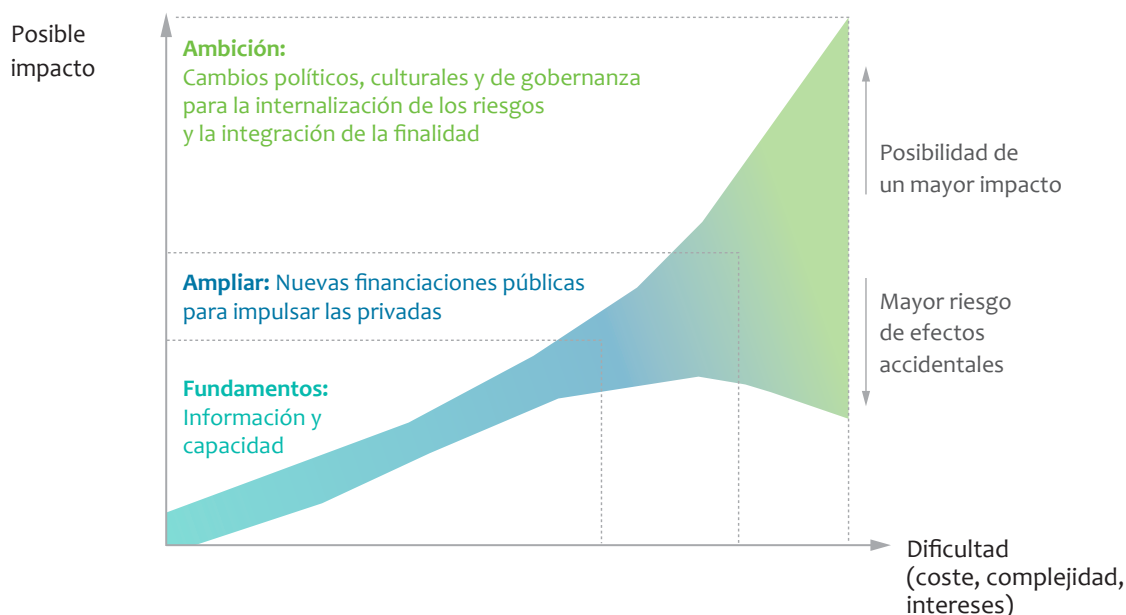 Posible
impacto
Ambición:
Cambios políticos, culturales y de gobernanza
para la internalización de los riesgos
y la integración de la finalidad
Posibilidad de
un mayor impacto
Ampliar: Nuevas financiaciones públicas
para impulsar las privadas
Mayor riesgo
de efectos
accidentales
Fundamentos:
Información y
capacidad
Dificultad
(coste, complejidad,
intereses)